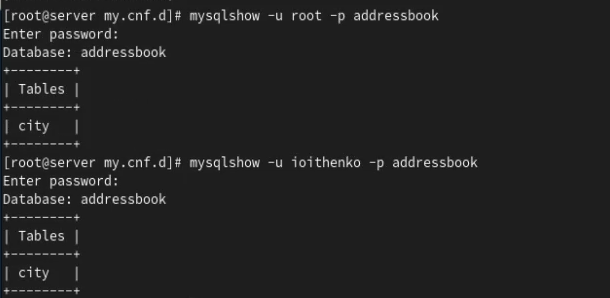 [root@server my.cnf.d]# mysqlshow -u root -p addressbook
Enter password:
Database: addressbook
+--------+
| Tables |
+--------+
| city   |
+--------+
[root@server my.cnf.d]# mysqlshow -u ioithenko -p addressbook
Enter password:
Database: addressbook
+--------+
| Tables |
+--------+
| city   |
+--------+